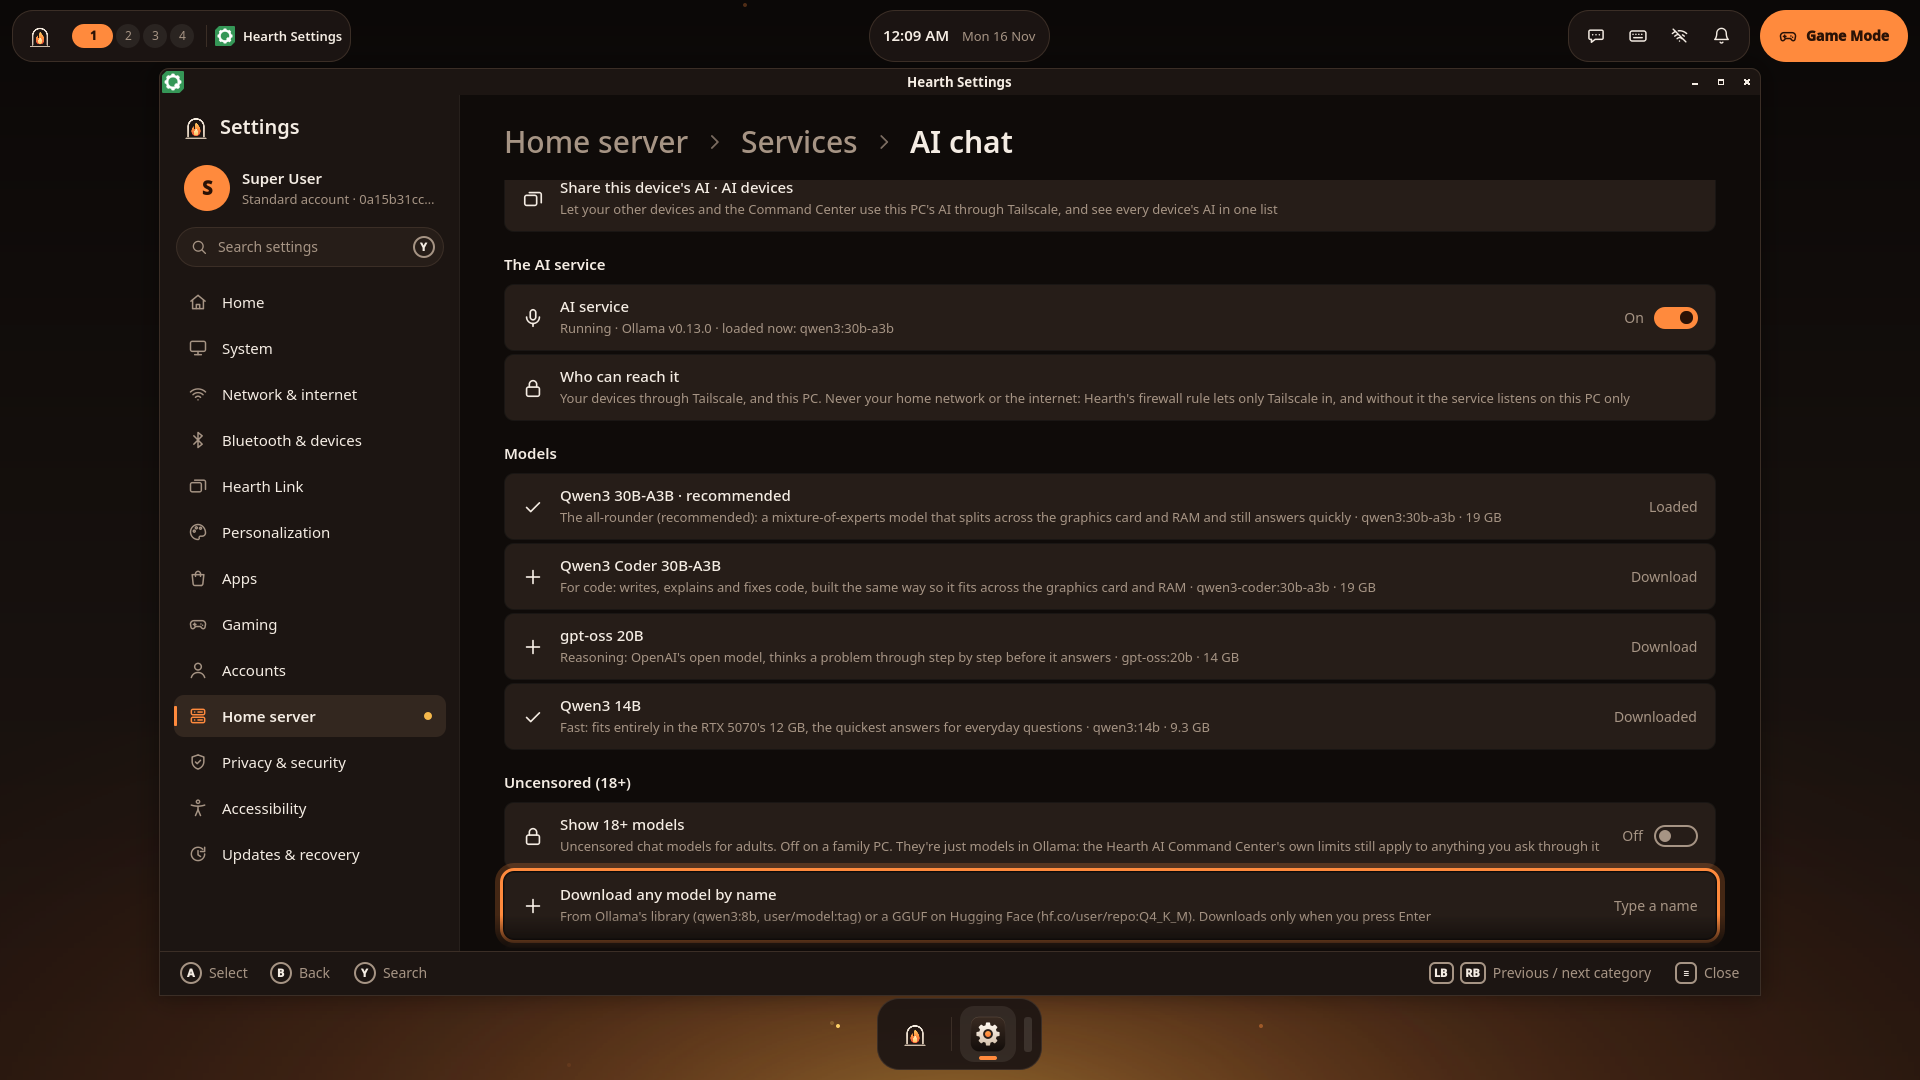 1 2 3 4 Hearth Settings
12:09 AM Mon 16 Nov
Game Mode
Hearth Settings
Settings
S
Super User
Standard account · 0a15b31cc...
Search settings Y
Home
System
Network & internet
Bluetooth & devices
Hearth Link
Personalization
Apps
Gaming
Accounts
Home server
Privacy & security
Accessibility
Updates & recovery
Home server > Services > AI chat
Share this device's AI · AI devices
Let your other devices and the Command Center use this PC's AI through Tailscale, and see every device's AI in one list
The AI service
AI service
Running · Ollama v0.13.0 · loaded now: qwen3:30b-a3b
On
Who can reach it
Your devices through Tailscale, and this PC. Never your home network or the internet: Hearth's firewall rule lets only Tailscale in, and without it the service listens on this PC only
Models
Qwen3 30B-A3B · recommended
The all-rounder (recommended): a mixture-of-experts model that splits across the graphics card and RAM and still answers quickly · qwen3:30b-a3b · 19 GB
Loaded
Qwen3 Coder 30B-A3B
For code: writes, explains and fixes code, built the same way so it fits across the graphics card and RAM · qwen3-coder:30b-a3b · 19 GB
Download
gpt-oss 20B
Reasoning: OpenAI's open model, thinks a problem through step by step before it answers · gpt-oss:20b · 14 GB
Download
Qwen3 14B
Fast: fits entirely in the RTX 5070's 12 GB, the quickest answers for everyday questions · qwen3:14b · 9.3 GB
Downloaded
Uncensored (18+)
Show 18+ models
Uncensored chat models for adults. Off on a family PC. They're just models in Ollama: the Hearth AI Command Center's own limits still apply to anything you ask through it
Off
Download any model by name
From Ollama's library (qwen3:8b, user/model:tag) or a GGUF on Hugging Face (hf.co/user/repo:Q4_K_M). Downloads only when you press Enter
Type a name
A Select B Back Y Search
LB RB Previous / next category Close